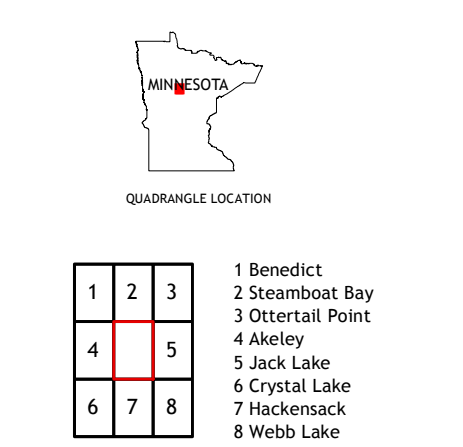 MINNESOTA
QUADRANGLE LOCATION
1 2 3
4 5
6 7 8
1 Benedict
2 Steamboat Bay
3 Ottertail Point
4 Akeley
5 Jack Lake
6 Crystal Lake
7 Hackensack
8 Webb Lake